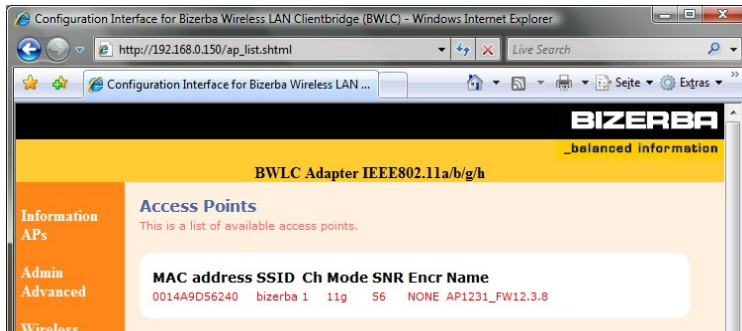 Configuration Interface for Bizerba Wireless LAN Clientbridge (BWLC) - Windows Internet Explorer
http://192.168.0.150/ap_list.shtml
Live Search
Configuration Interface for Bizerba Wireless LAN ...
Seite
Extras
BIZERBA
_balanced information
BWLC Adapter IEEE802.11a/b/g/h
Information
APs
Admin
Advanced
Wireless
Access Points
This is a list of available access points.
MAC address SSID Ch Mode SNR Encr Name
0014A9D56240 bizerba 1 11g 56 NONE AP1231_FW12.3.8